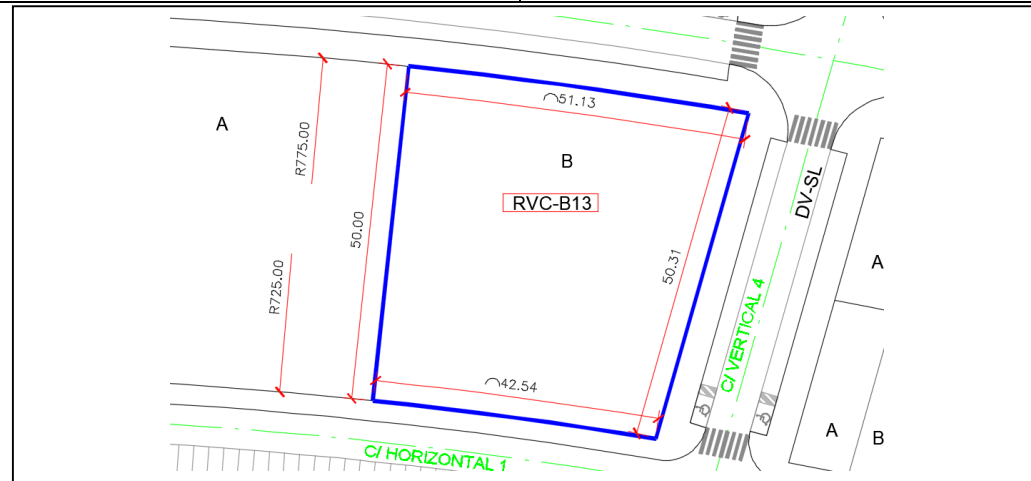 ⌒51.13
A
R775.00
B
DV-SL
RVC-B13
50.00
50.31
A
R725.00
C/ VERTICAL 4
⌒42.54
A
B
C/ HORIZONTAL 1